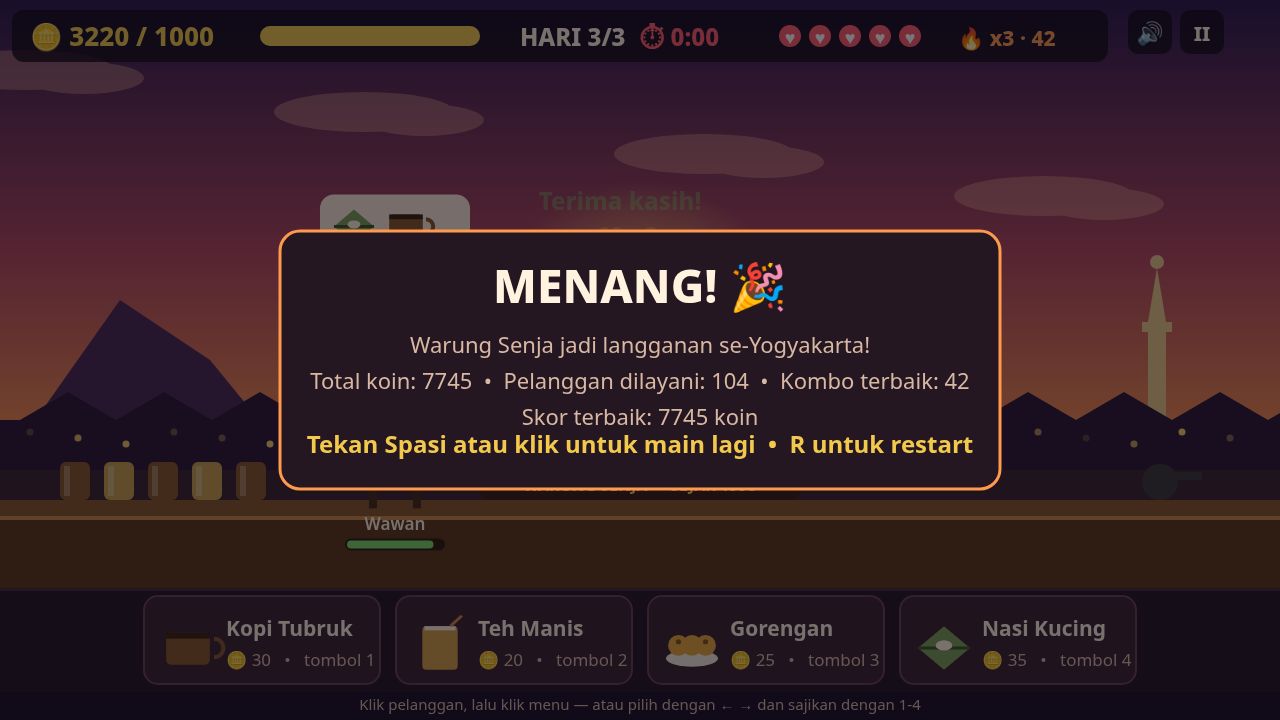 🪙 3220 / 1000 HARI 3/3 ⏱ 0:00 ♥ ♥ ♥ ♥ ♥ 🔥 x3 · 42 🔊 II
Terima kasih!
MENANG! 🎉
Warung Senja jadi langganan se-Yogyakarta!
Total koin: 7745 • Pelanggan dilayani: 104 • Kombo terbaik: 42
Skor terbaik: 7745 koin
Tekan Spasi atau klik untuk main lagi • R untuk restart
Wawan
Kopi Tubruk
🪙 30 • tombol 1
Teh Manis
🪙 20 • tombol 2
Gorengan
🪙 25 • tombol 3
Nasi Kucing
🪙 35 • tombol 4
Klik pelanggan, lalu klik menu — atau pilih dengan ← → dan sajikan dengan 1-4